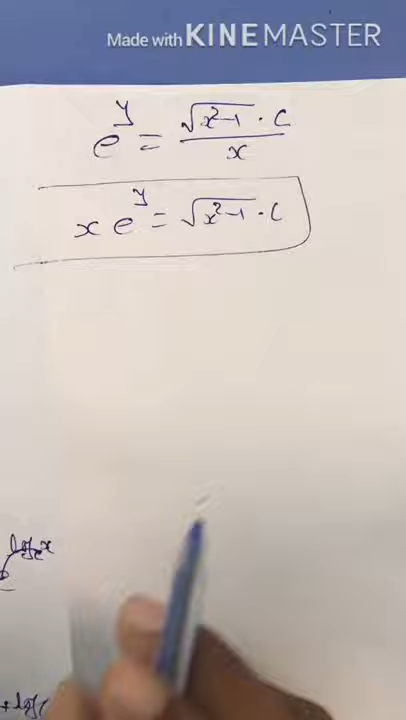 Made with KINEMASTER
e^y = √(x²-1) · C / x
x e^y = √(x²-1) · C